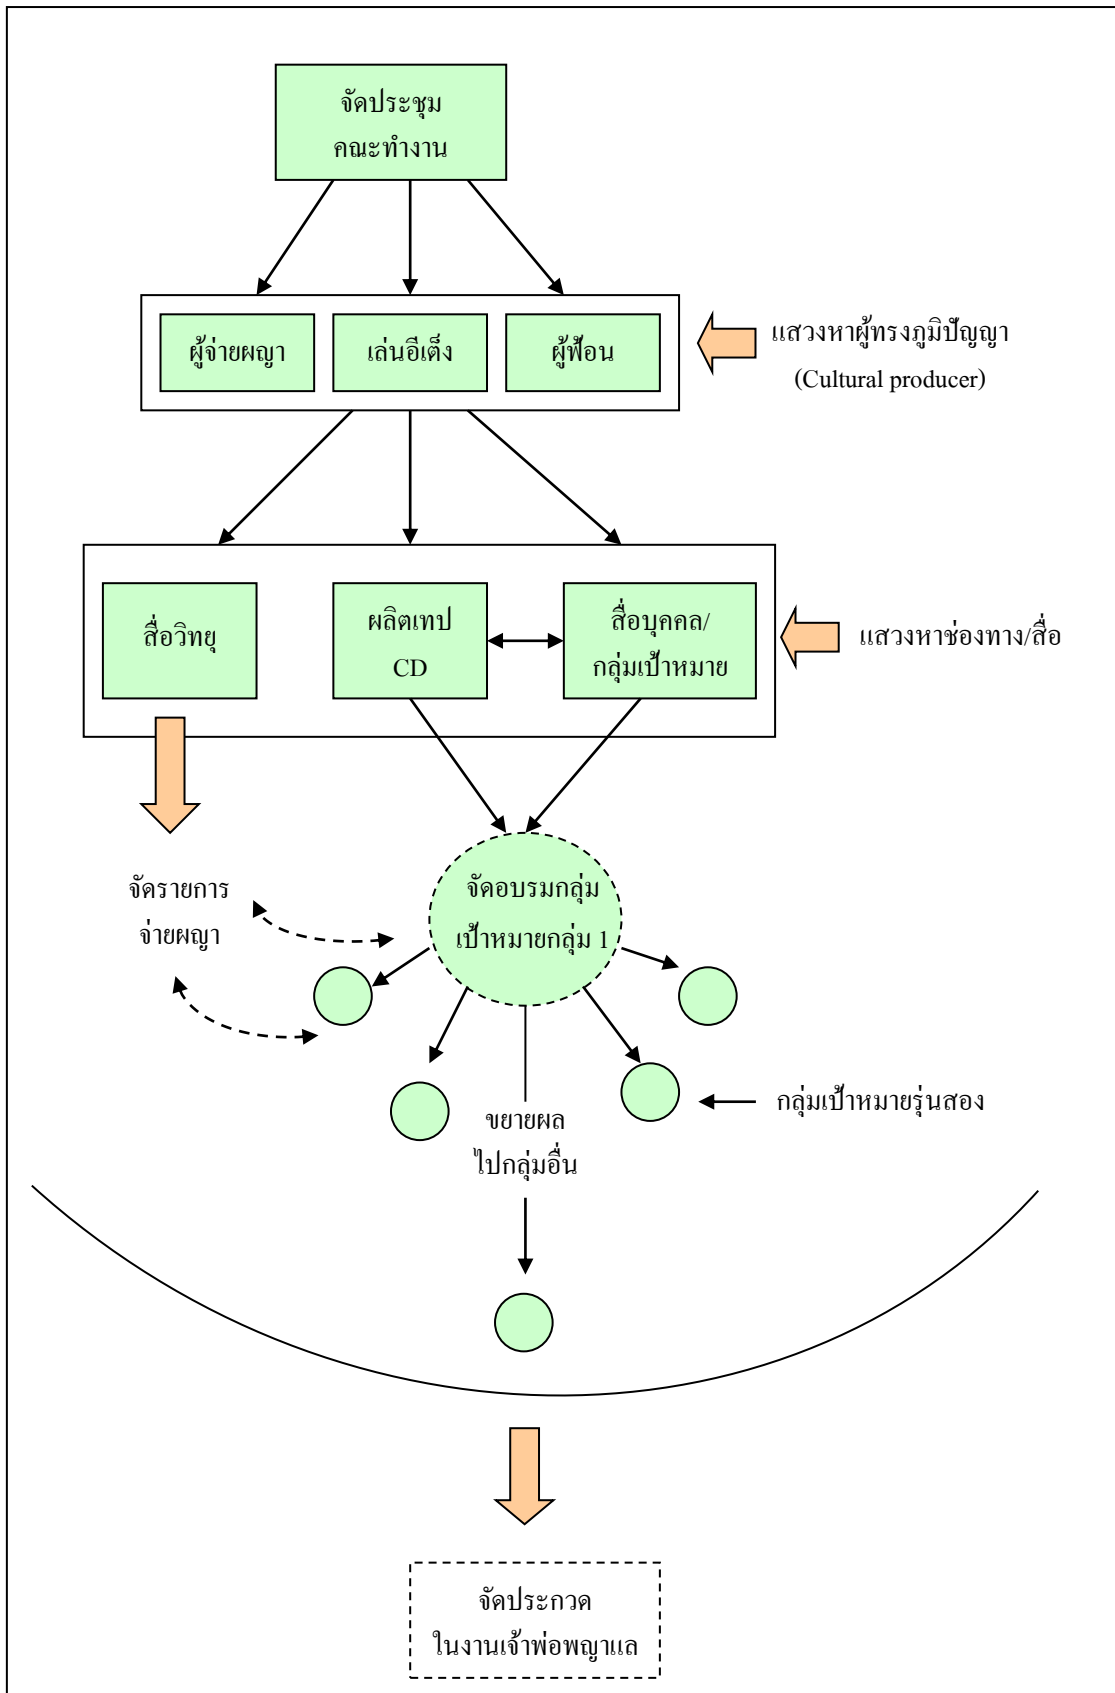 จัดประชุม
คณะทำงาน
ผู้จ่ายผญา
เล่นอีเต็ง
ผู้ฟ้อน
แสวงหาผู้ทรงภูมิปัญญา
(Cultural producer)
สื่อวิทยุ
ผลิตเทป
CD
สื่อบุคคล/
กลุ่มเป้าหมาย
แสวงหาช่องทาง/สื่อ
จัดรายการ
จ่ายผญา
จัดอบรมกลุ่ม
เป้าหมายกลุ่ม 1
กลุ่มเป้าหมายรุ่นสอง
ขยายผล
ไปกลุ่มอื่น
จัดประกวด
ในงานเจ้าพ่อพญาแล